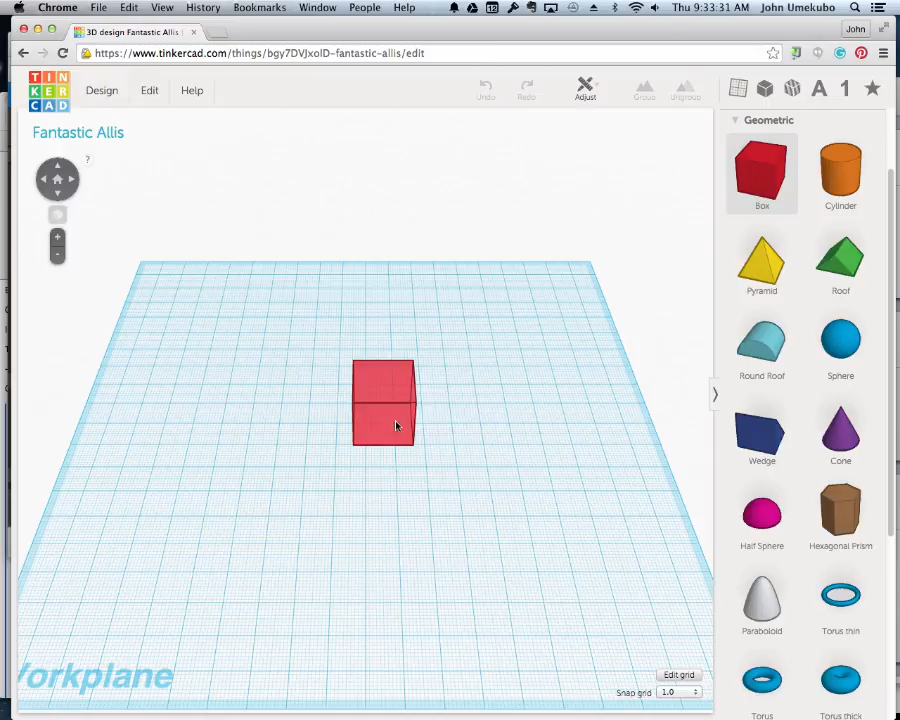 Chrome File Edit View History Bookmarks Window People Help
12
Thu 9:33:31 AM John Umekubo
3D design Fantastic Allis
John
https://www.tinkercad.com/things/bgy7DVJxolD-fantastic-allis/edit
TIN
KER
CAD
Design Edit Help
Undo Redo Adjust Group Ungroup
A 1
Fantastic Allis
?
+
-
Geometric
Box Cylinder
Pyramid Roof
Round Roof Sphere
Wedge Cone
Half Sphere Hexagonal Prism
Paraboloid Torus thin
Torus Torus thick
Workplane
Edit grid
Snap grid 1.0